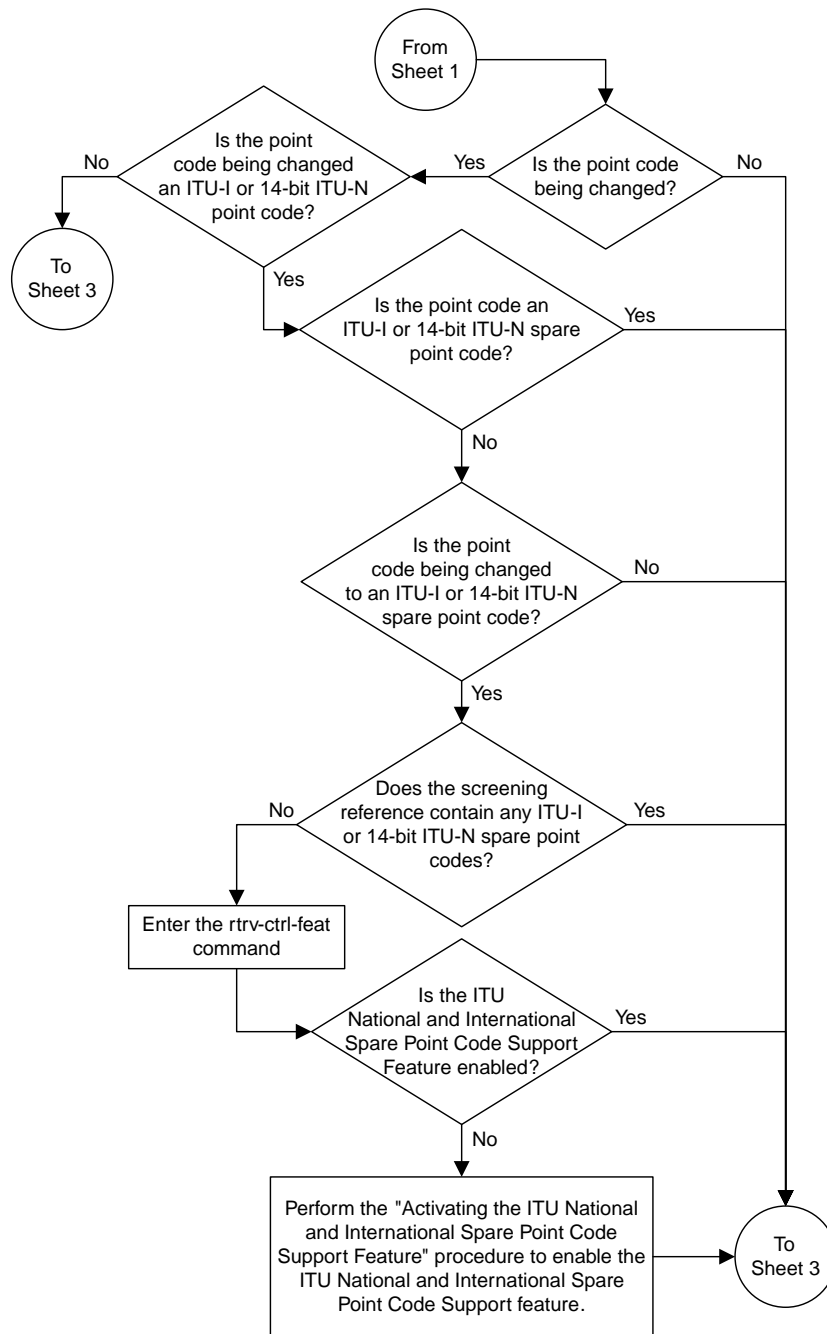 From
Sheet 1
Is the point code
being changed?
Yes
No
Is the point
code being changed
an ITU-I or 14-bit ITU-N
point code?
No
To
Sheet 3
Yes
Is the point code an
ITU-I or 14-bit ITU-N spare
point code?
Yes
No
Is the point
code being changed
to an ITU-I or 14-bit ITU-N
spare point code?
No
Yes
Does the screening
reference contain any ITU-I
or 14-bit ITU-N spare point
codes?
No
Yes
Enter the rtrv-ctrl-feat
command
Is the ITU
National and International
Spare Point Code Support
Feature enabled?
Yes
No
Perform the "Activating the ITU National
and International Spare Point Code
Support Feature" procedure to enable the
ITU National and International Spare
Point Code Support feature.
To
Sheet 3